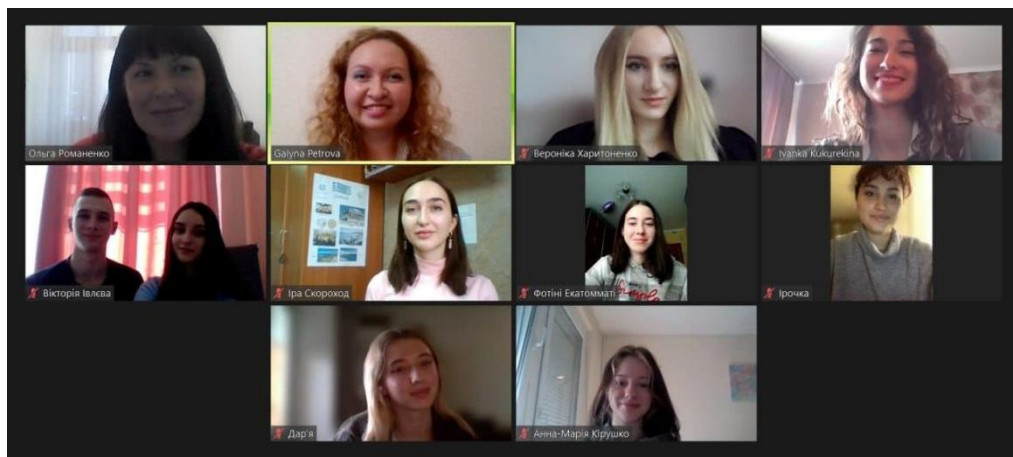 Ольга Романенко
Galyna Petrova
Вероніка Харитоненко
Ivanka Kukurekina
Вікторія Івлєва
Іра Скороход
Фотіні Екатомматі
Ірочка
Дар'я
Анна-Марія Кірушко